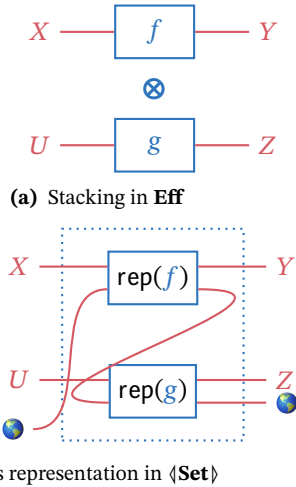 X f Y
⊗
U g Z
(a) Stacking in Eff
X rep(f) Y
U rep(g) Z
s representation in ⟨Set⟩